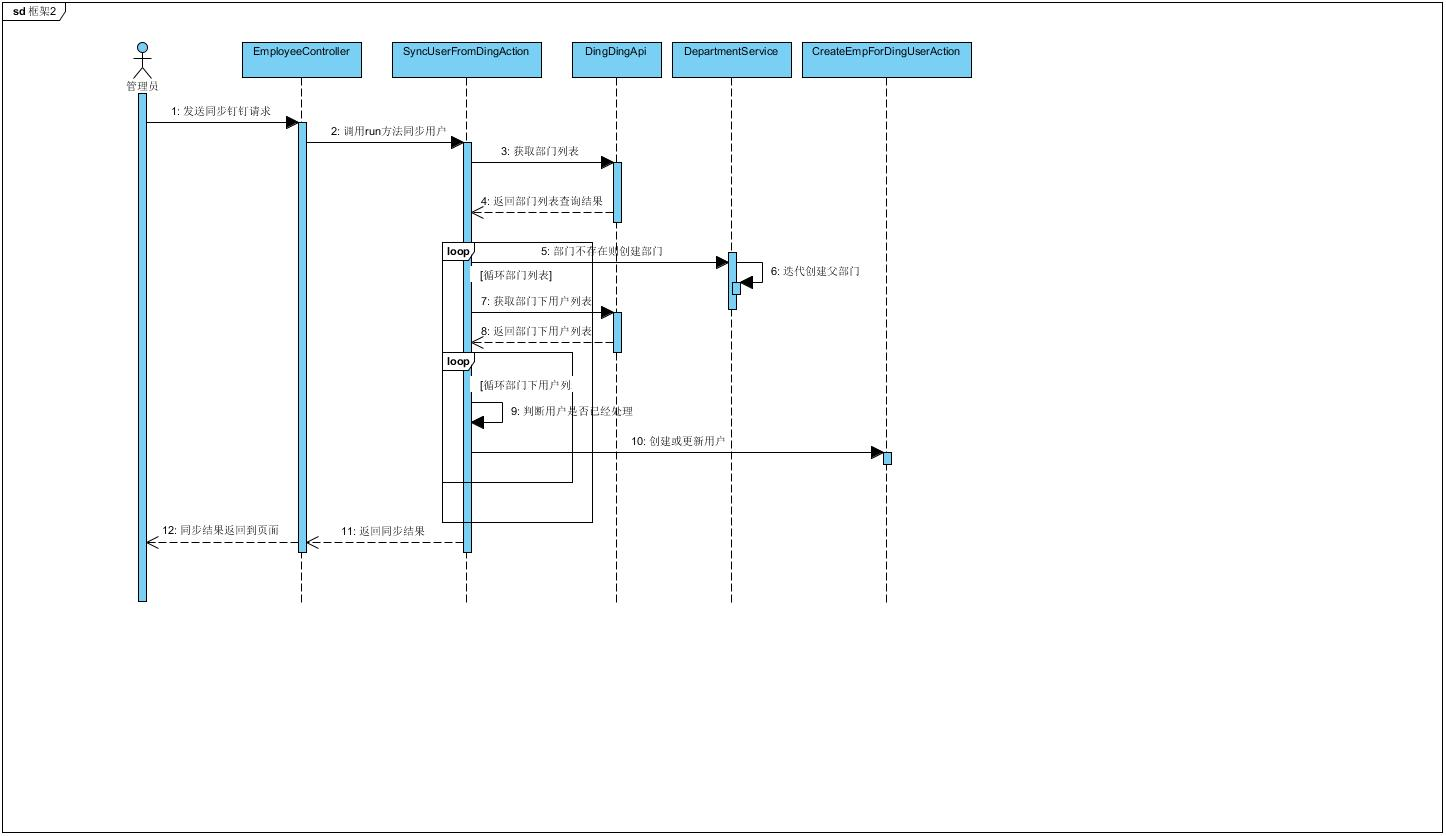 sd 框架2
管理员
EmployeeController
SyncUserFromDingAction
DingDingApi
DepartmentService
CreateEmpForDingUserAction
1: 发送同步钉钉请求
2: 调用run方法同步用户
3: 获取部门列表
4: 返回部门列表查询结果
loop
5: 部门不存在则创建部门
[循环部门列表]
6: 迭代创建父部门
7: 获取部门下用户列表
8: 返回部门下用户列表
loop
[循环部门下用户列
9: 判断用户是否已经处理
10: 创建或更新用户
11: 返回同步结果
12: 同步结果返回到页面